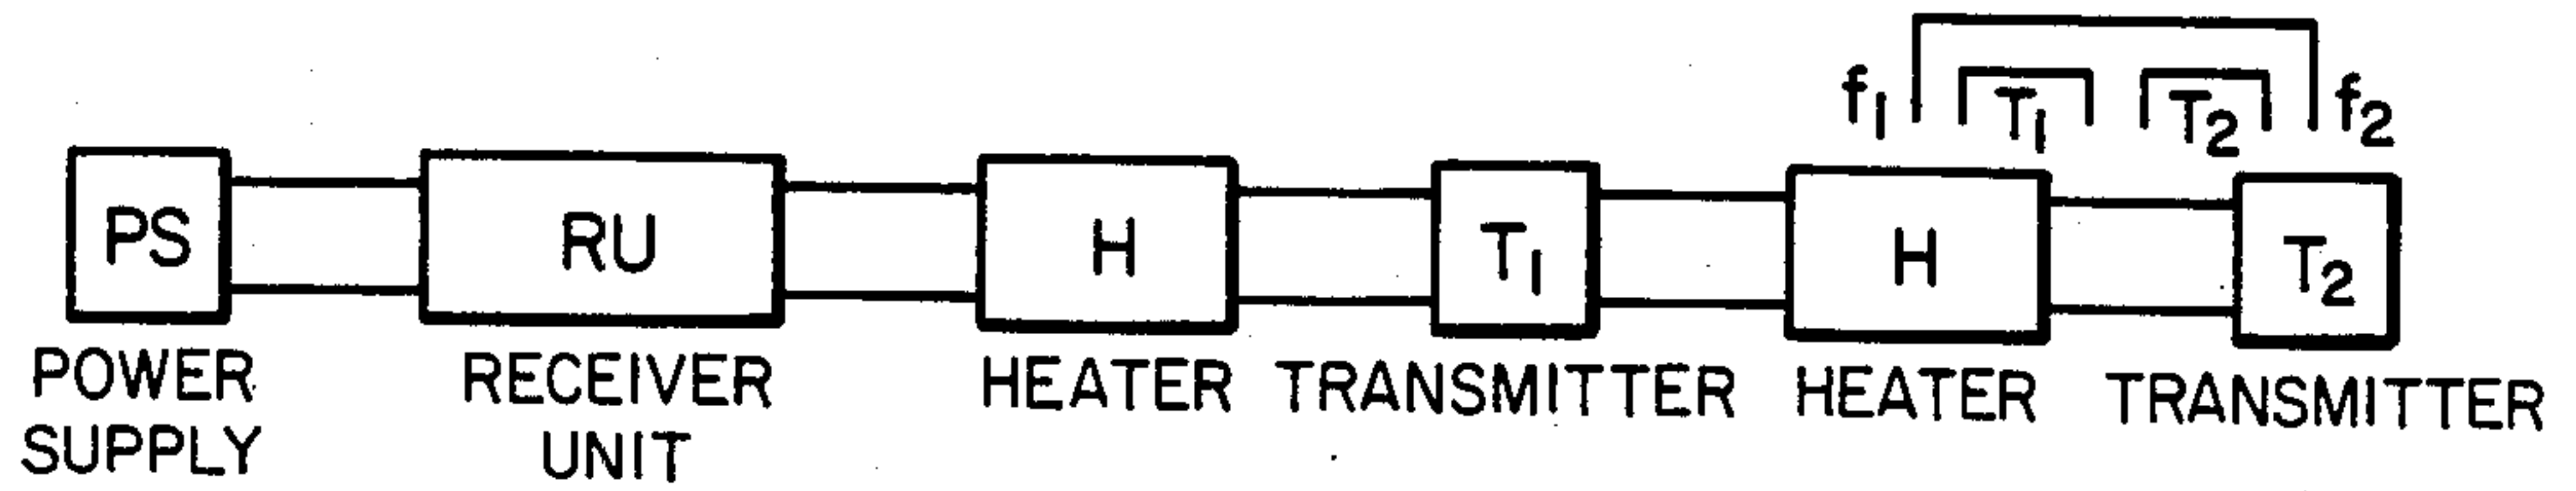 f1 T1 T2 f2
PS RU H T1 H T2
POWER SUPPLY
RECEIVER UNIT
HEATER
TRANSMITTER
HEATER
TRANSMITTER